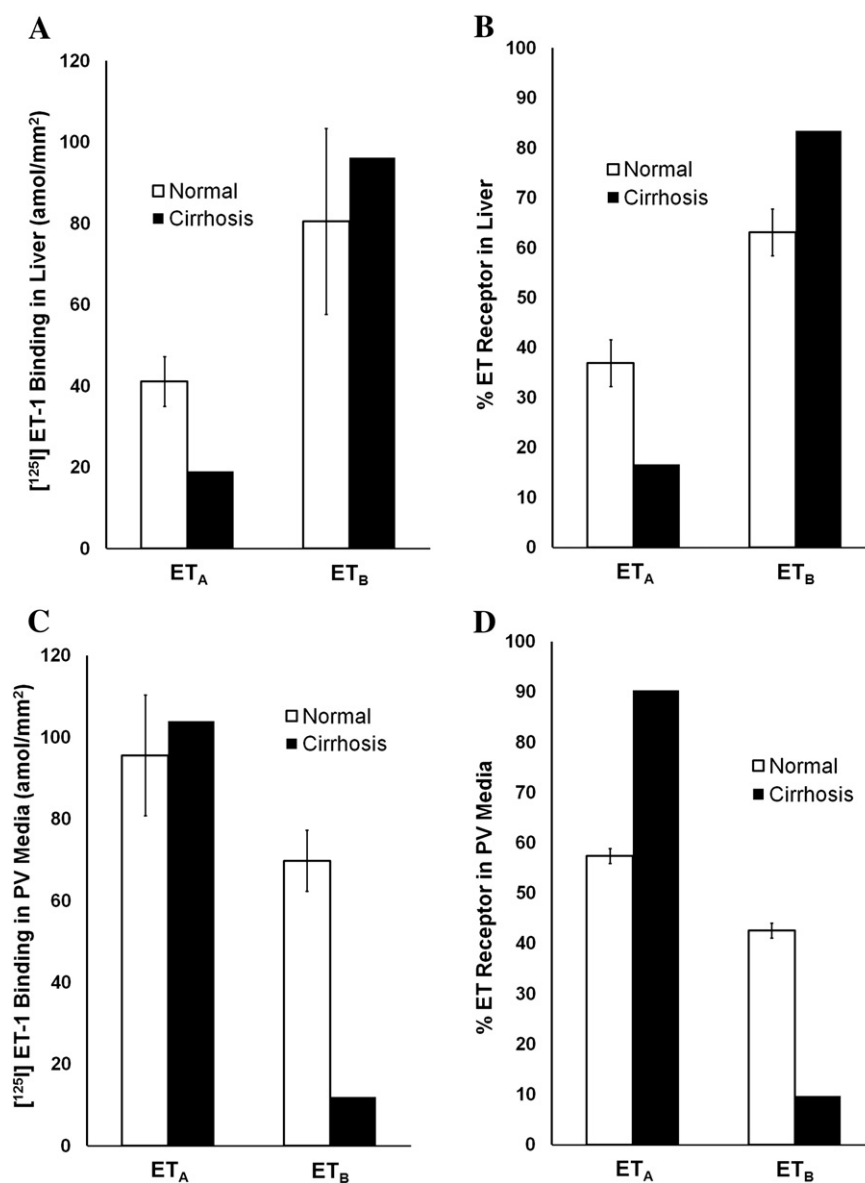 A
[¹²⁵I] ET-1 Binding in Liver (amol/mm²)
120
100
80
60
40
20
0
Normal
Cirrhosis
ETA
ETB
B
% ET Receptor in Liver
100
90
80
70
60
50
40
30
20
10
0
Normal
Cirrhosis
ETA
ETB
C
[¹²⁵I] ET-1 Binding in PV Media (amol/mm²)
120
100
80
60
40
20
0
Normal
Cirrhosis
ETA
ETB
D
% ET Receptor in PV Media
100
90
80
70
60
50
40
30
20
10
0
Normal
Cirrhosis
ETA
ETB